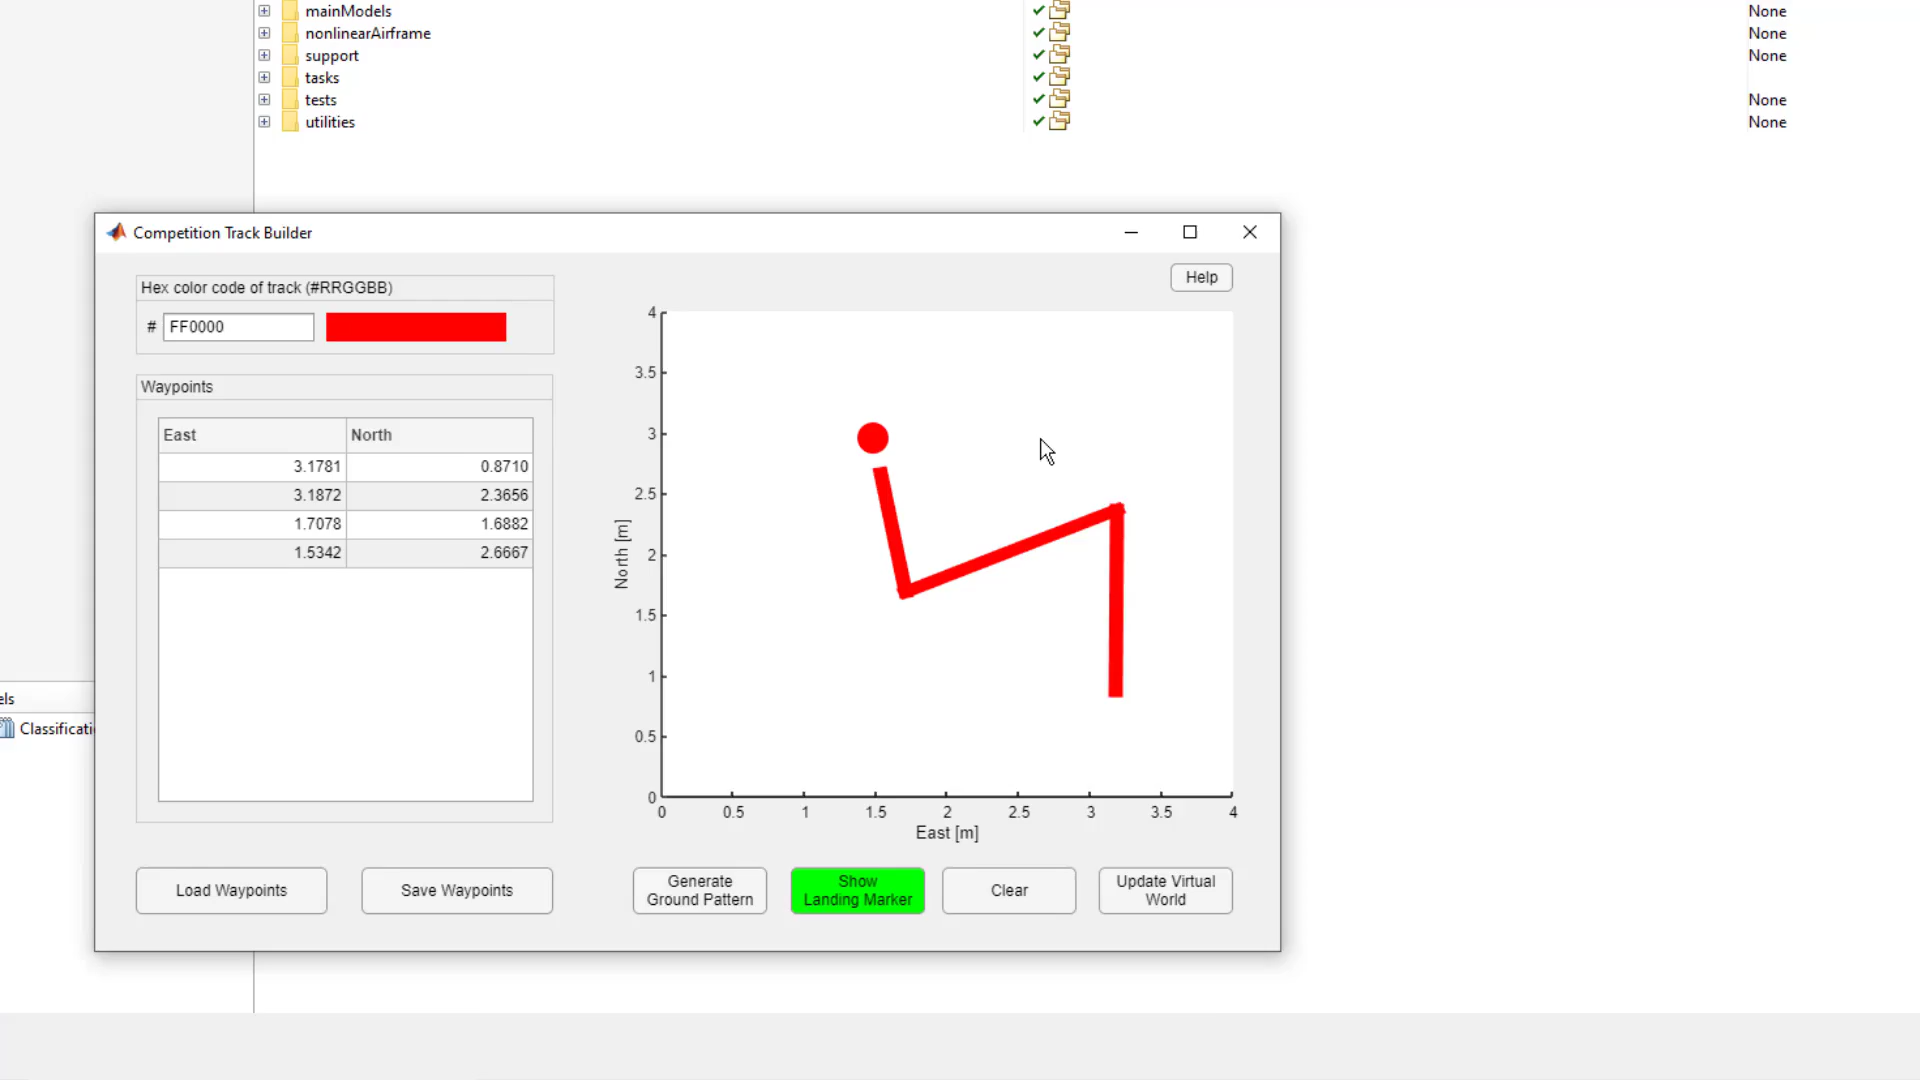 mainModels None
nonlinearAirframe None
support None
tasks
tests None
utilities None
Competition Track Builder
Help
Hex color code of track (#RRGGBB)
# FF0000
Waypoints
East North
3.1781 0.8710
3.1872 2.3656
1.7078 1.6882
1.5342 2.6667
4
3.5
3
2.5
2
1.5
1
0.5
0
North [m]
0 0.5 1 1.5 2 2.5 3 3.5 4
East [m]
els
Classificati
Load Waypoints
Save Waypoints
Generate
Ground Pattern
Show
Landing Marker
Clear
Update Virtual
World